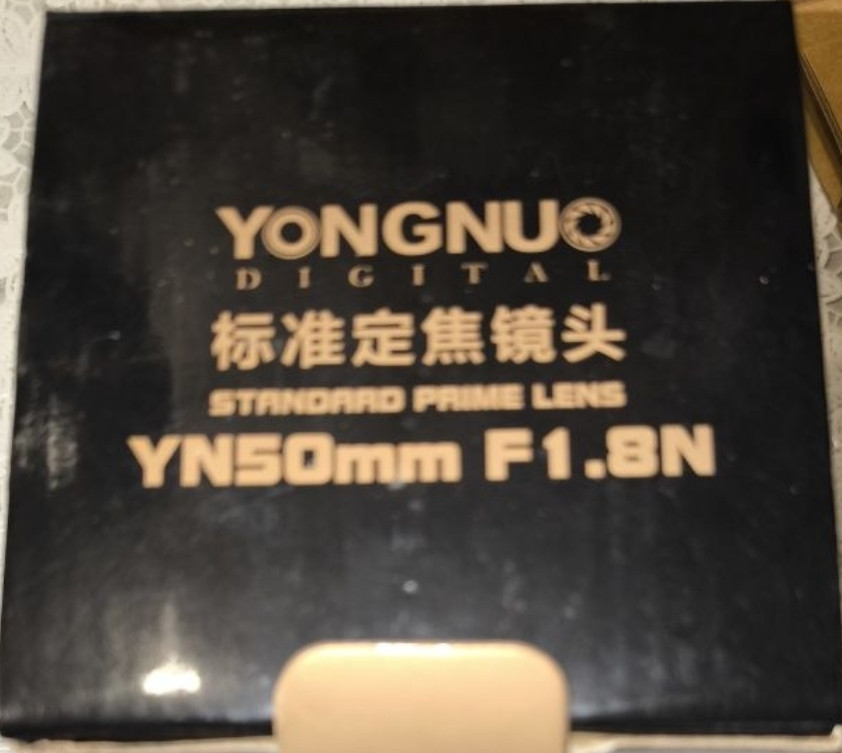 YONGNUO
DIGITAL
标准定焦镜头
STANDARD PRIME LENS
YN50mm F1.8N